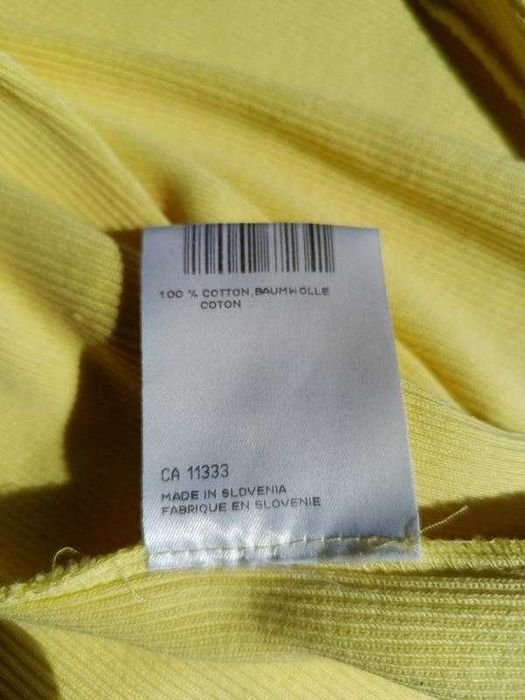 100 % COTTON BAUMWOLLE
COTON
CA 11333
MADE IN SLOVENIA
FABRIQUE EN SLOVENIE